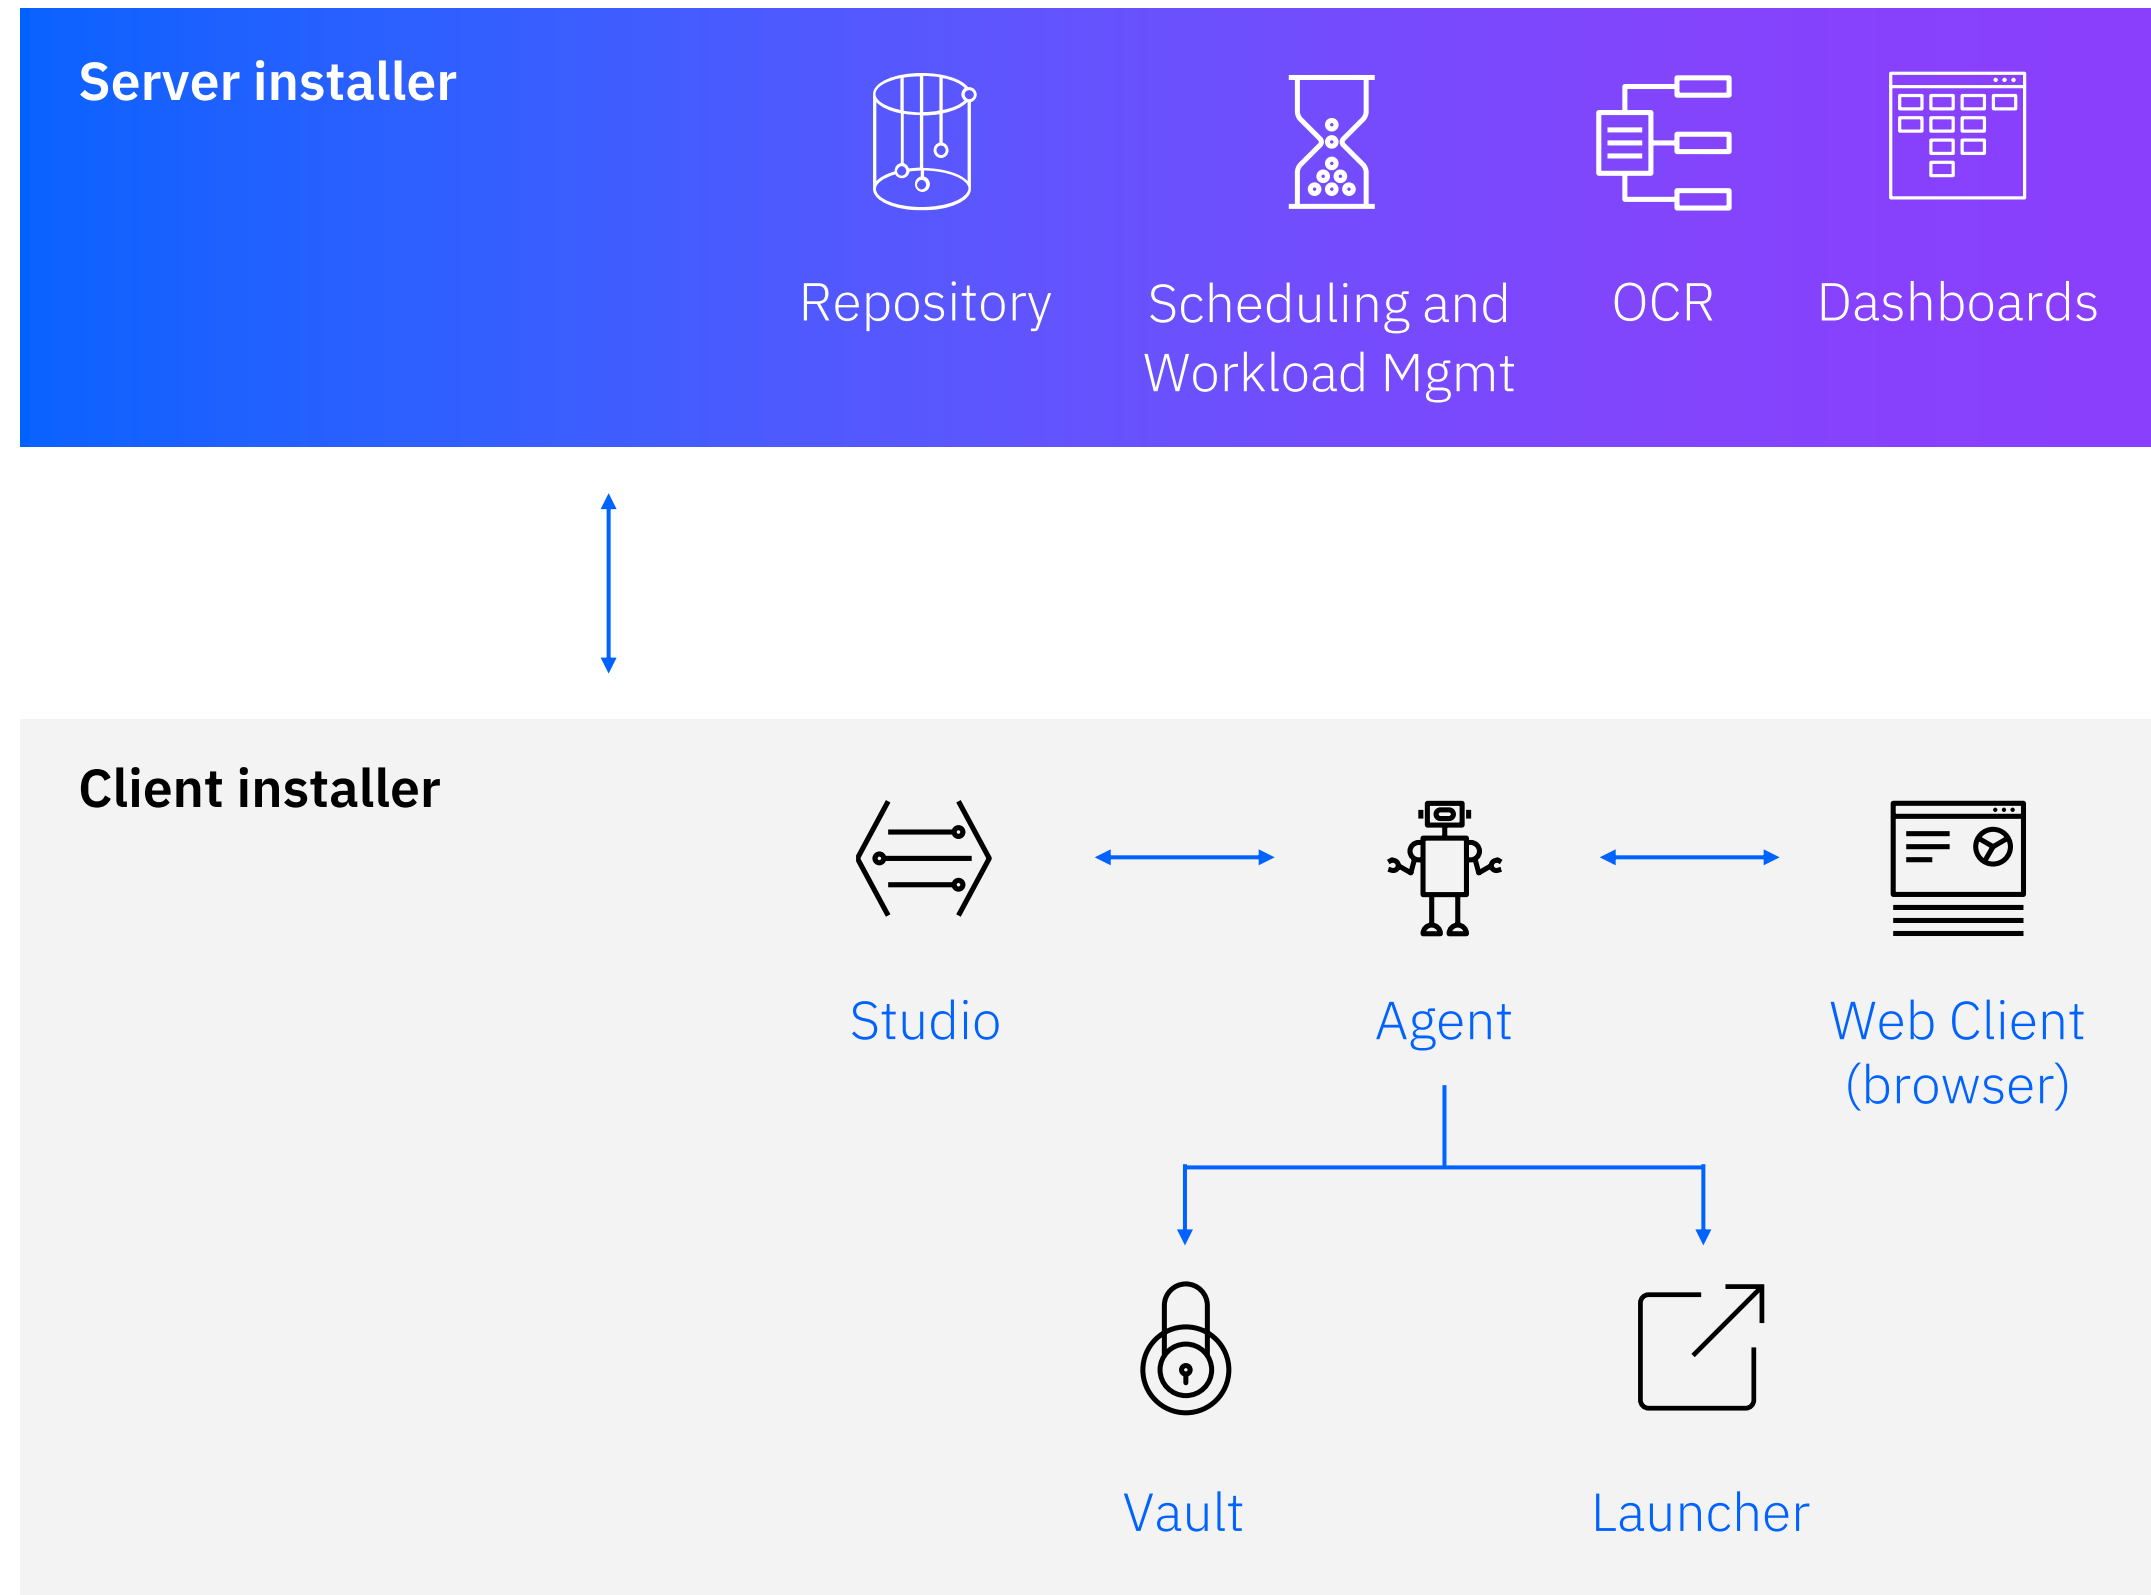 Server installer
Repository
Scheduling and
Workload Mgmt
OCR
Dashboards
Client installer
Studio
Agent
Web Client
(browser)
Vault
Launcher